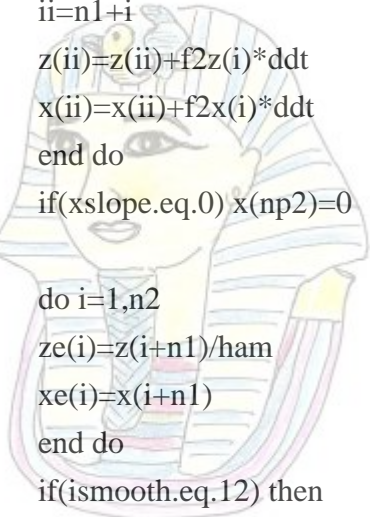 ii=n1+i
z(ii)=z(ii)+f2z(i)*ddt
x(ii)=x(ii)+f2x(i)*ddt
end do
if(xslope.eq.0) x(np2)=0
do i=1,n2
ze(i)=z(i+n1)/ham
xe(i)=x(i+n1)
end do
if(ismooth.eq.12) then